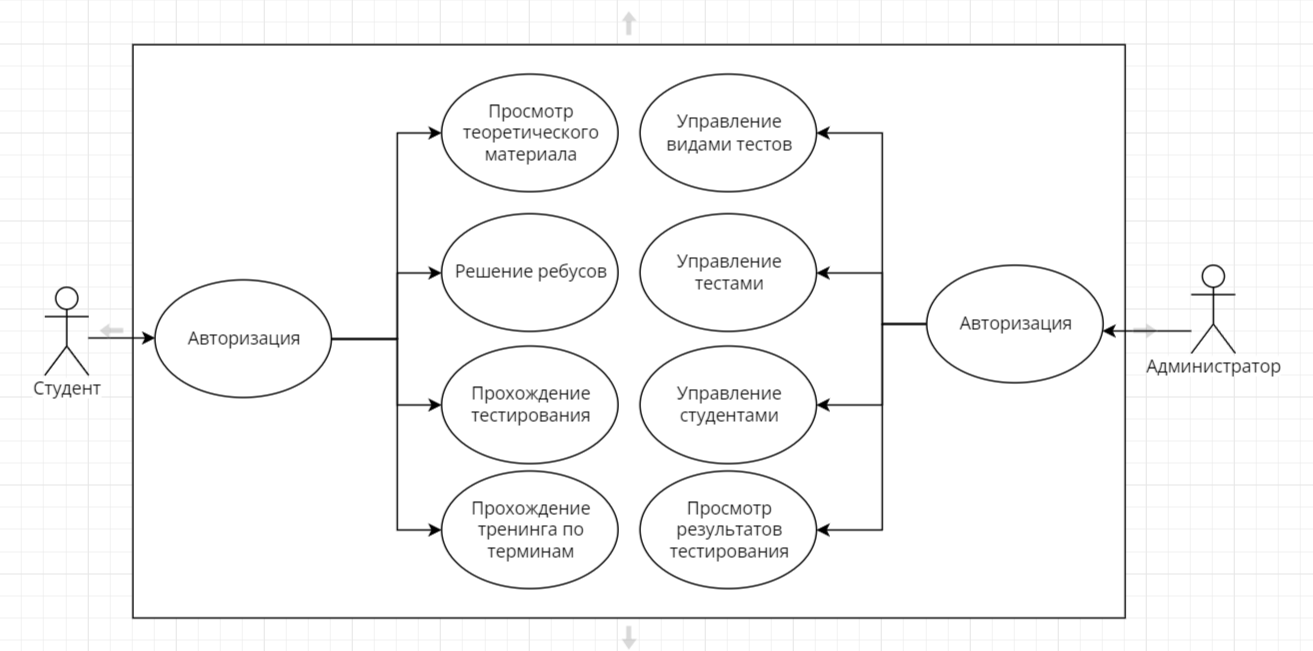 Просмотр
теоретического
материала
Управление
видами тестов
Решение ребусов
Управление
тестами
Авторизация
Авторизация
Студент
Администратор
Прохождение
тестирования
Управление
студентами
Прохождение
тренинга по
терминам
Просмотр
результатов
тестирования